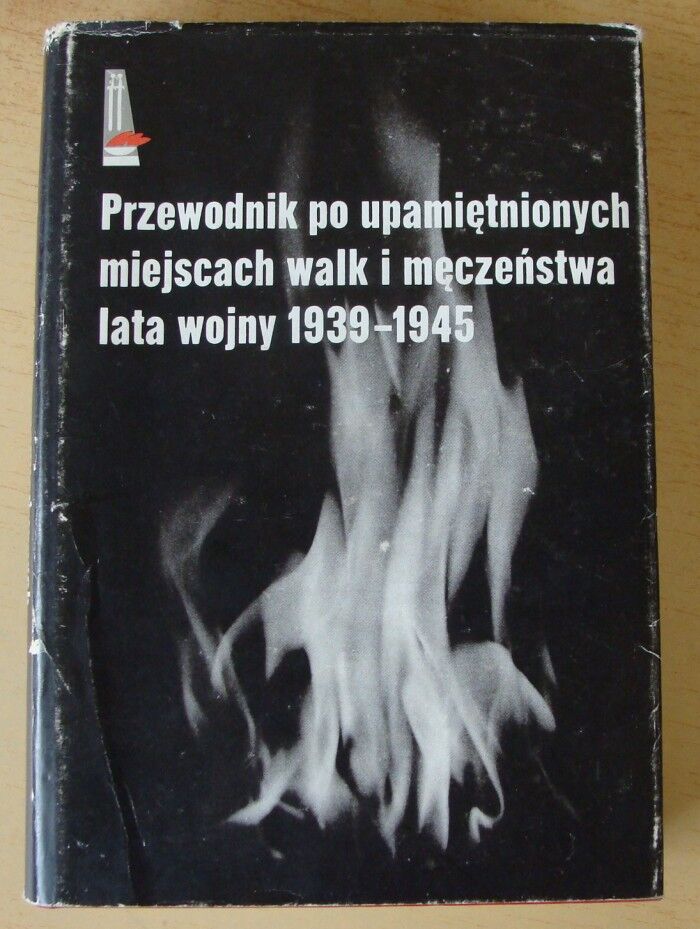 Przewodnik po upamiętnionych
miejscach walk i męczeństwa
lata wojny 1939–1945